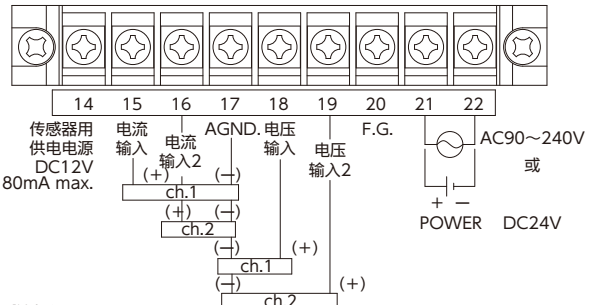 14 15 16 17 18 19 20 21 22
传感器用
供电电源
DC12V
80mA max.
电流
输入
电流
输入2
AGND.
电压
输入
电压
输入2
F.G.
AC90～240V
或
+ −
POWER DC24V
(+) (−)
ch.1
(+) (−)
ch.2
(−) (+)
ch.1
(−) (+)
ch.2